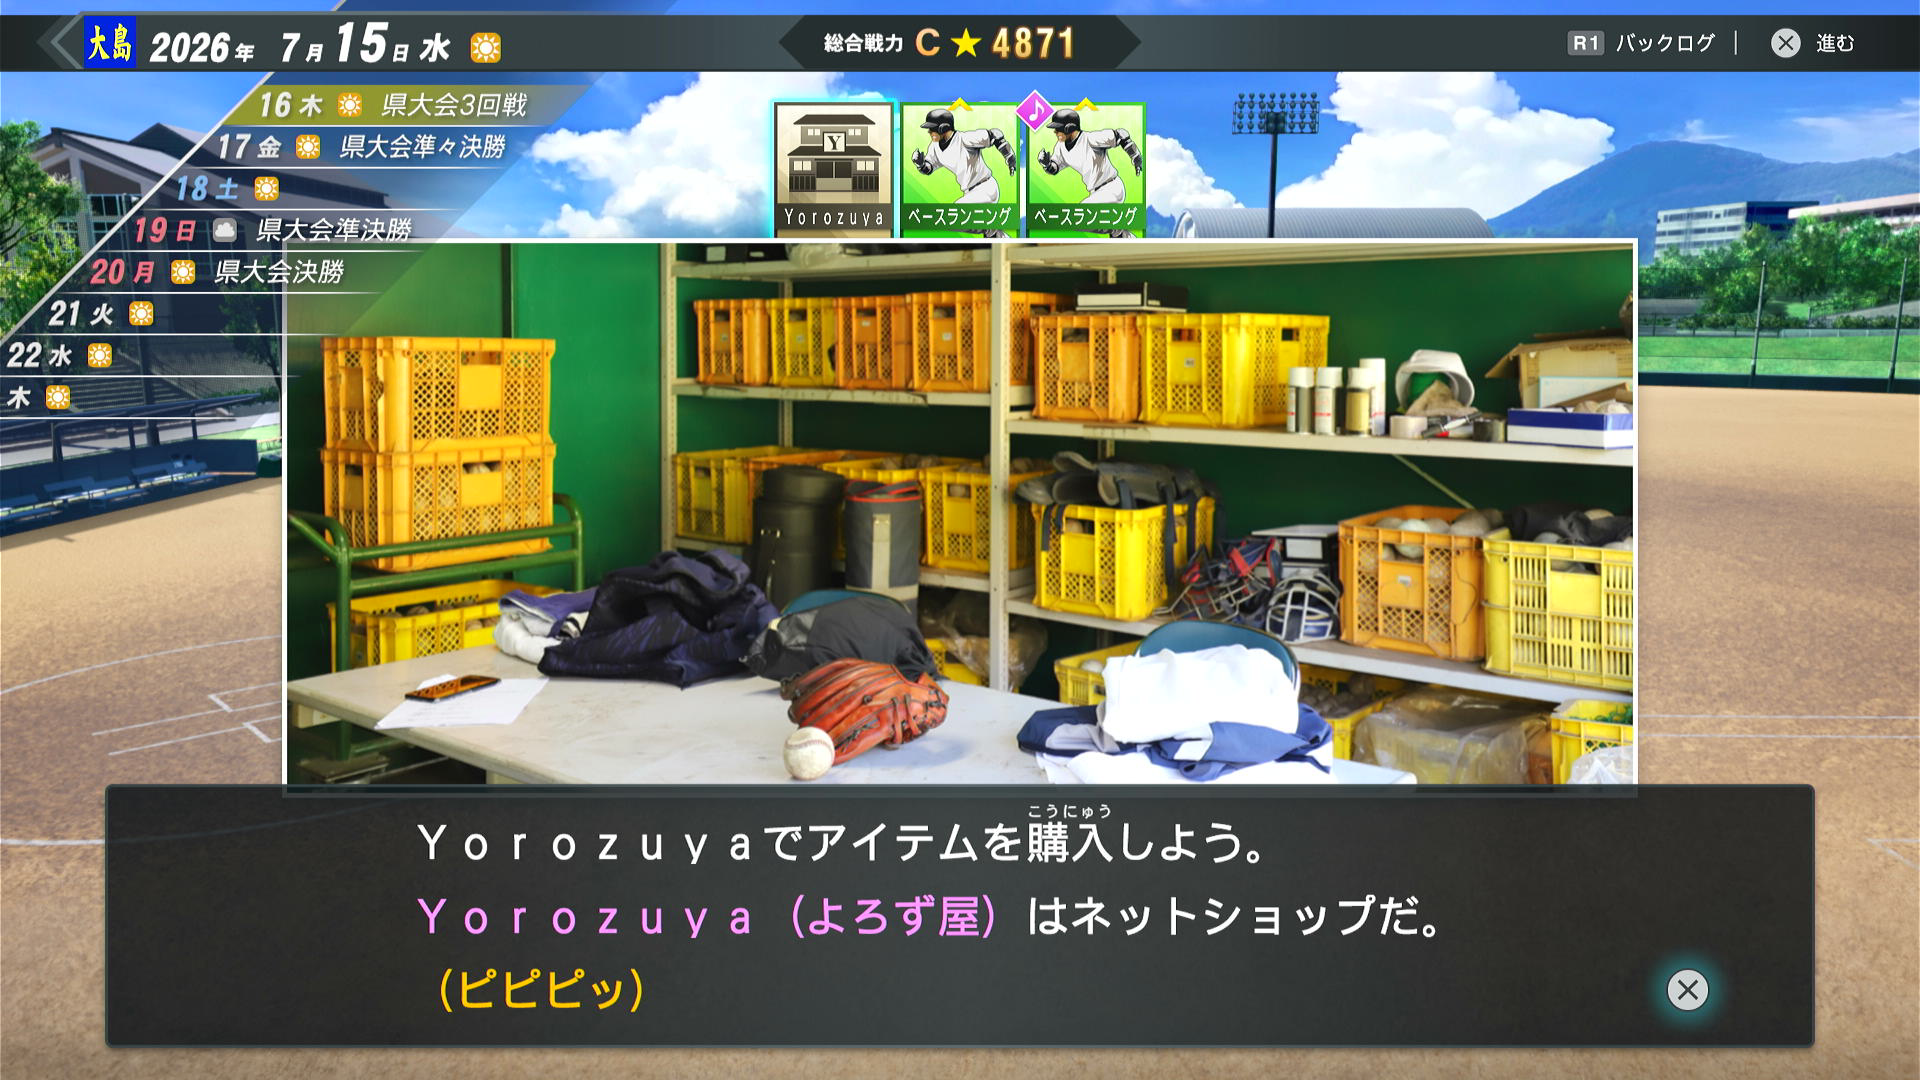 大島 2026年 7月15日 水
総合戦力 C ★ 4871
R1 バックログ | 進む
16 木 県大会3回戦
17 金 県大会準々決勝
18 土
19 日 県大会準決勝
20 月 県大会決勝
21 火
22 水
木
Y
Yorozuya
ベースランニング
ベースランニング
こうにゅう
Yorozuyaでアイテムを購入しよう。
Yorozuya（よろず屋）はネットショップだ。
（ピピピッ）